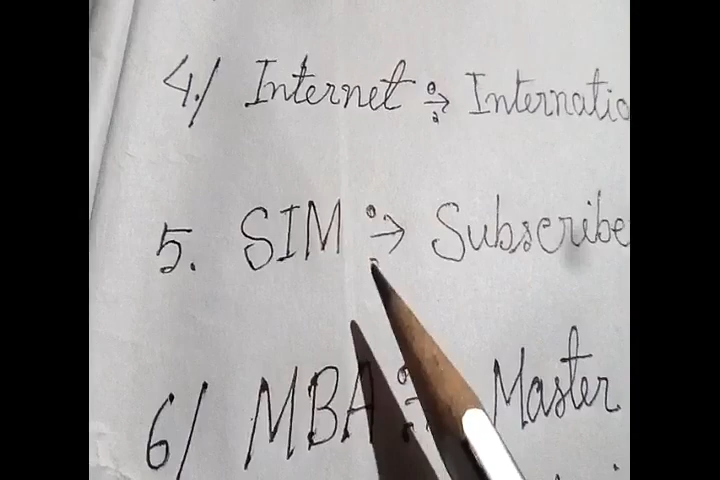 4./ Internet :→ Internatio
5. SIM :→ Subscribe
6/ MBA :→ Master